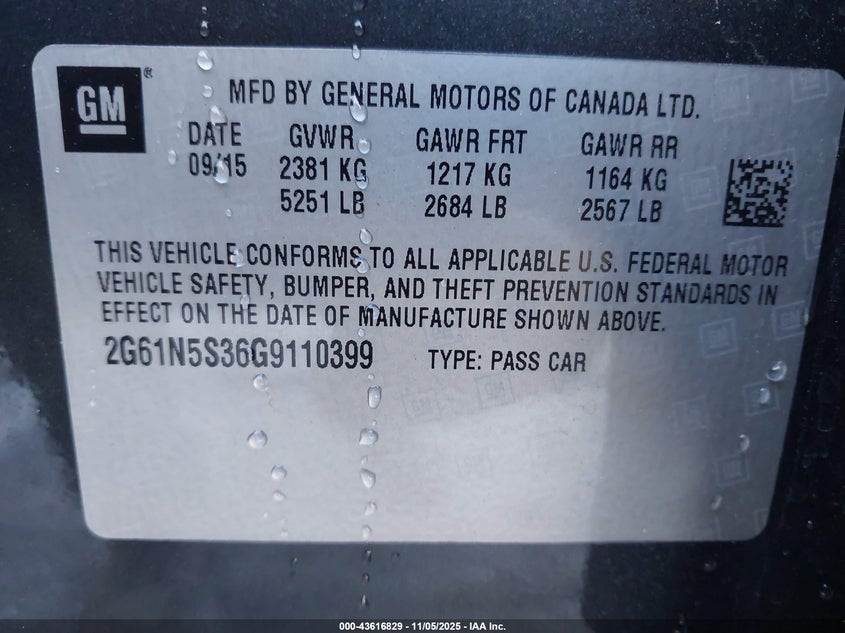 GM®
MFD BY GENERAL MOTORS OF CANADA LTD.
DATE GVWR GAWR FRT GAWR RR
09/15 2381 KG 1217 KG 1164 KG
5251 LB 2684 LB 2567 LB
THIS VEHICLE CONFORMS TO ALL APPLICABLE U.S. FEDERAL MOTOR
VEHICLE SAFETY, BUMPER, AND THEFT PREVENTION STANDARDS IN
EFFECT ON THE DATE OF MANUFACTURE SHOWN ABOVE.
2G61N5S36G9110399 TYPE: PASS CAR
000-43616829 - 11/05/2025 - IAA Inc.